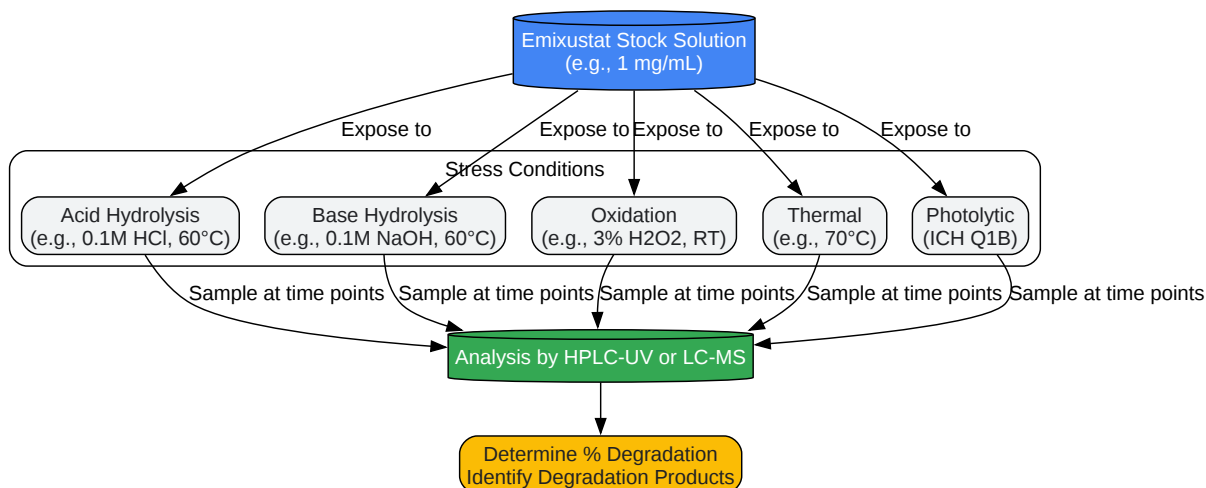 Emixustat Stock Solution
(e.g., 1 mg/mL)
Expose to
Expose to
Expose to
Expose to
Expose to
Stress Conditions
Acid Hydrolysis
(e.g., 0.1M HCl, 60°C)
Base Hydrolysis
(e.g., 0.1M NaOH, 60°C)
Oxidation
(e.g., 3% H2O2, RT)
Thermal
(e.g., 70°C)
Photolytic
(ICH Q1B)
Sample at time points
Sample at time points
Sample at time points
Sample at time points
Sample at time points
Analysis by HPLC-UV or LC-MS
Determine % Degradation
Identify Degradation Products